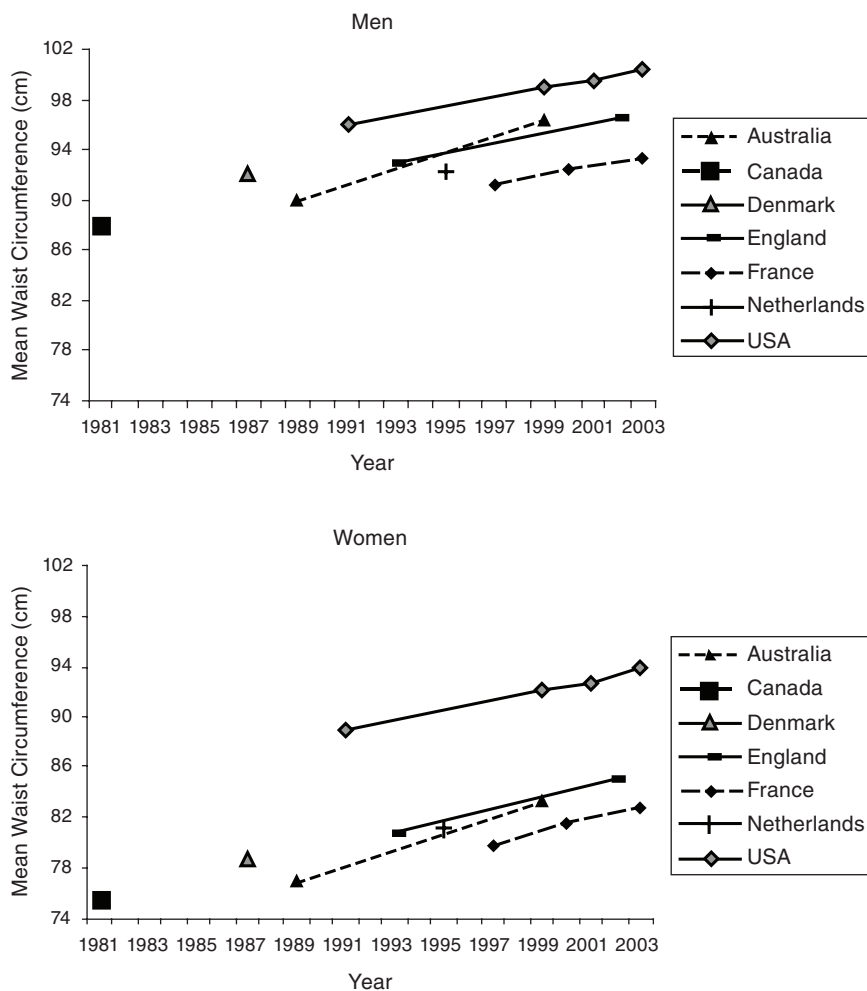 Men
Mean Waist Circumference (cm)
102
98
94
90
86
82
78
74
1981 1983 1985 1987 1989 1991 1993 1995 1997 1999 2001 2003
Year
Australia
Canada
Denmark
England
France
Netherlands
USA
Women
Mean Waist Circumference (cm)
102
98
94
90
86
82
78
74
1981 1983 1985 1987 1989 1991 1993 1995 1997 1999 2001 2003
Year
Australia
Canada
Denmark
England
France
Netherlands
USA